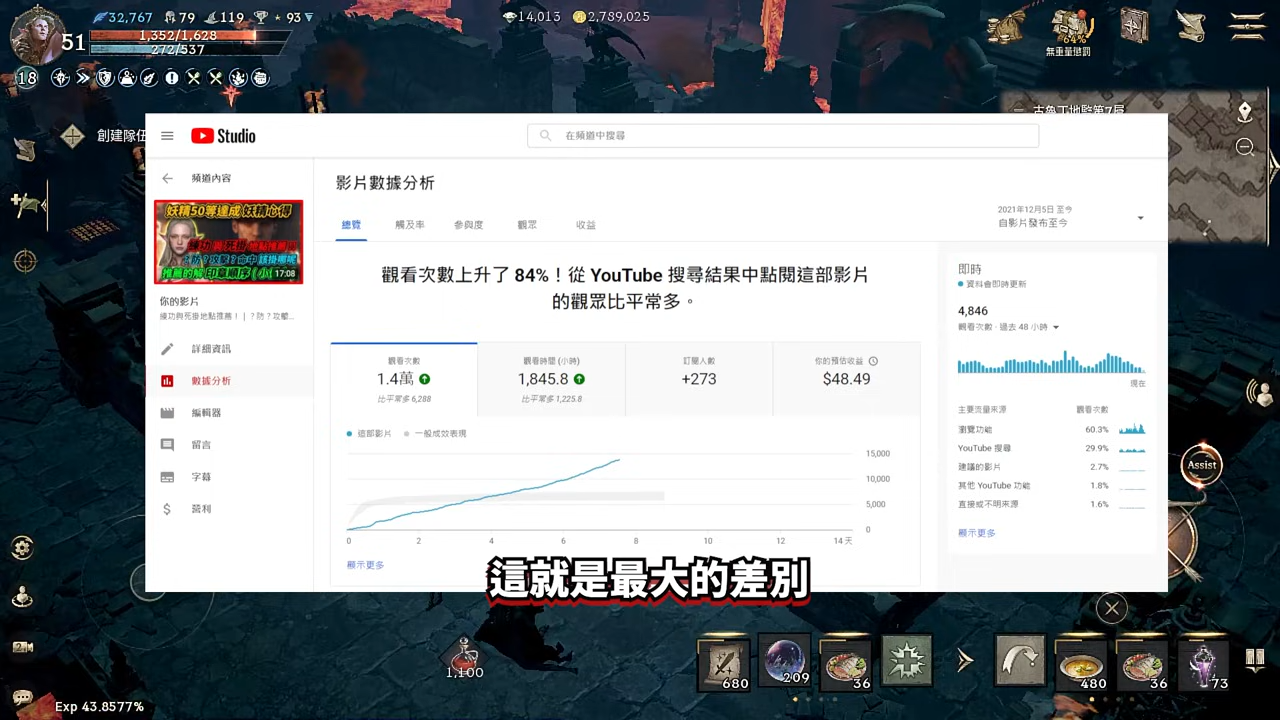 51
32,767
79
119
93
1,352/1,628
272/537
18
14,013
2,789,025
64%
無重量懲罰
古魯丁地監第7層
創建隊伍
Studio
在頻道中搜尋
頻道內容
妖精50等達成 妖精心得
17:08
你的影片
詳細資訊
數據分析
編輯器
留言
字幕
營利
影片數據分析
總覽
觸及率
參與度
觀眾
收益
2021年12月5日 至今
自影片發布至今
觀看次數上升了 84%！從 YouTube 搜尋結果中點閱這部影片
的觀眾比平常多。
觀看次數
1.4萬
比平常多 6,288
觀看時間 (小時)
1,845.8
比平常多 1,225.8
訂閱人數
+273
你的預估收益
$48.49
這部影片
一般成效表現
15,000
10,000
5,000
0
0
2
4
6
8
10
12
14 天
顯示更多
即時
資料會即時更新
4,846
觀看次數 · 過去 48 小時
現在
主要流量來源
觀看次數
瀏覽功能
60.3%
YouTube 搜尋
29.9%
建議的影片
2.7%
其他 YouTube 功能
1.8%
直接或不明來源
1.6%
顯示更多
這就是最大的差別
Assist
1,100
680
209
36
480
36
73
Exp 43.8577%